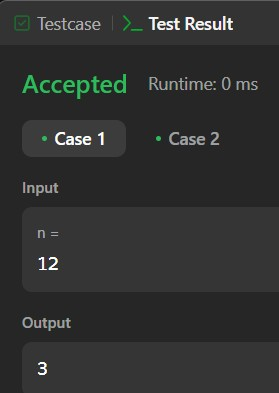 Testcase | Test Result
Accepted Runtime: 0 ms
• Case 1 • Case 2
Input
n =
12
Output
3